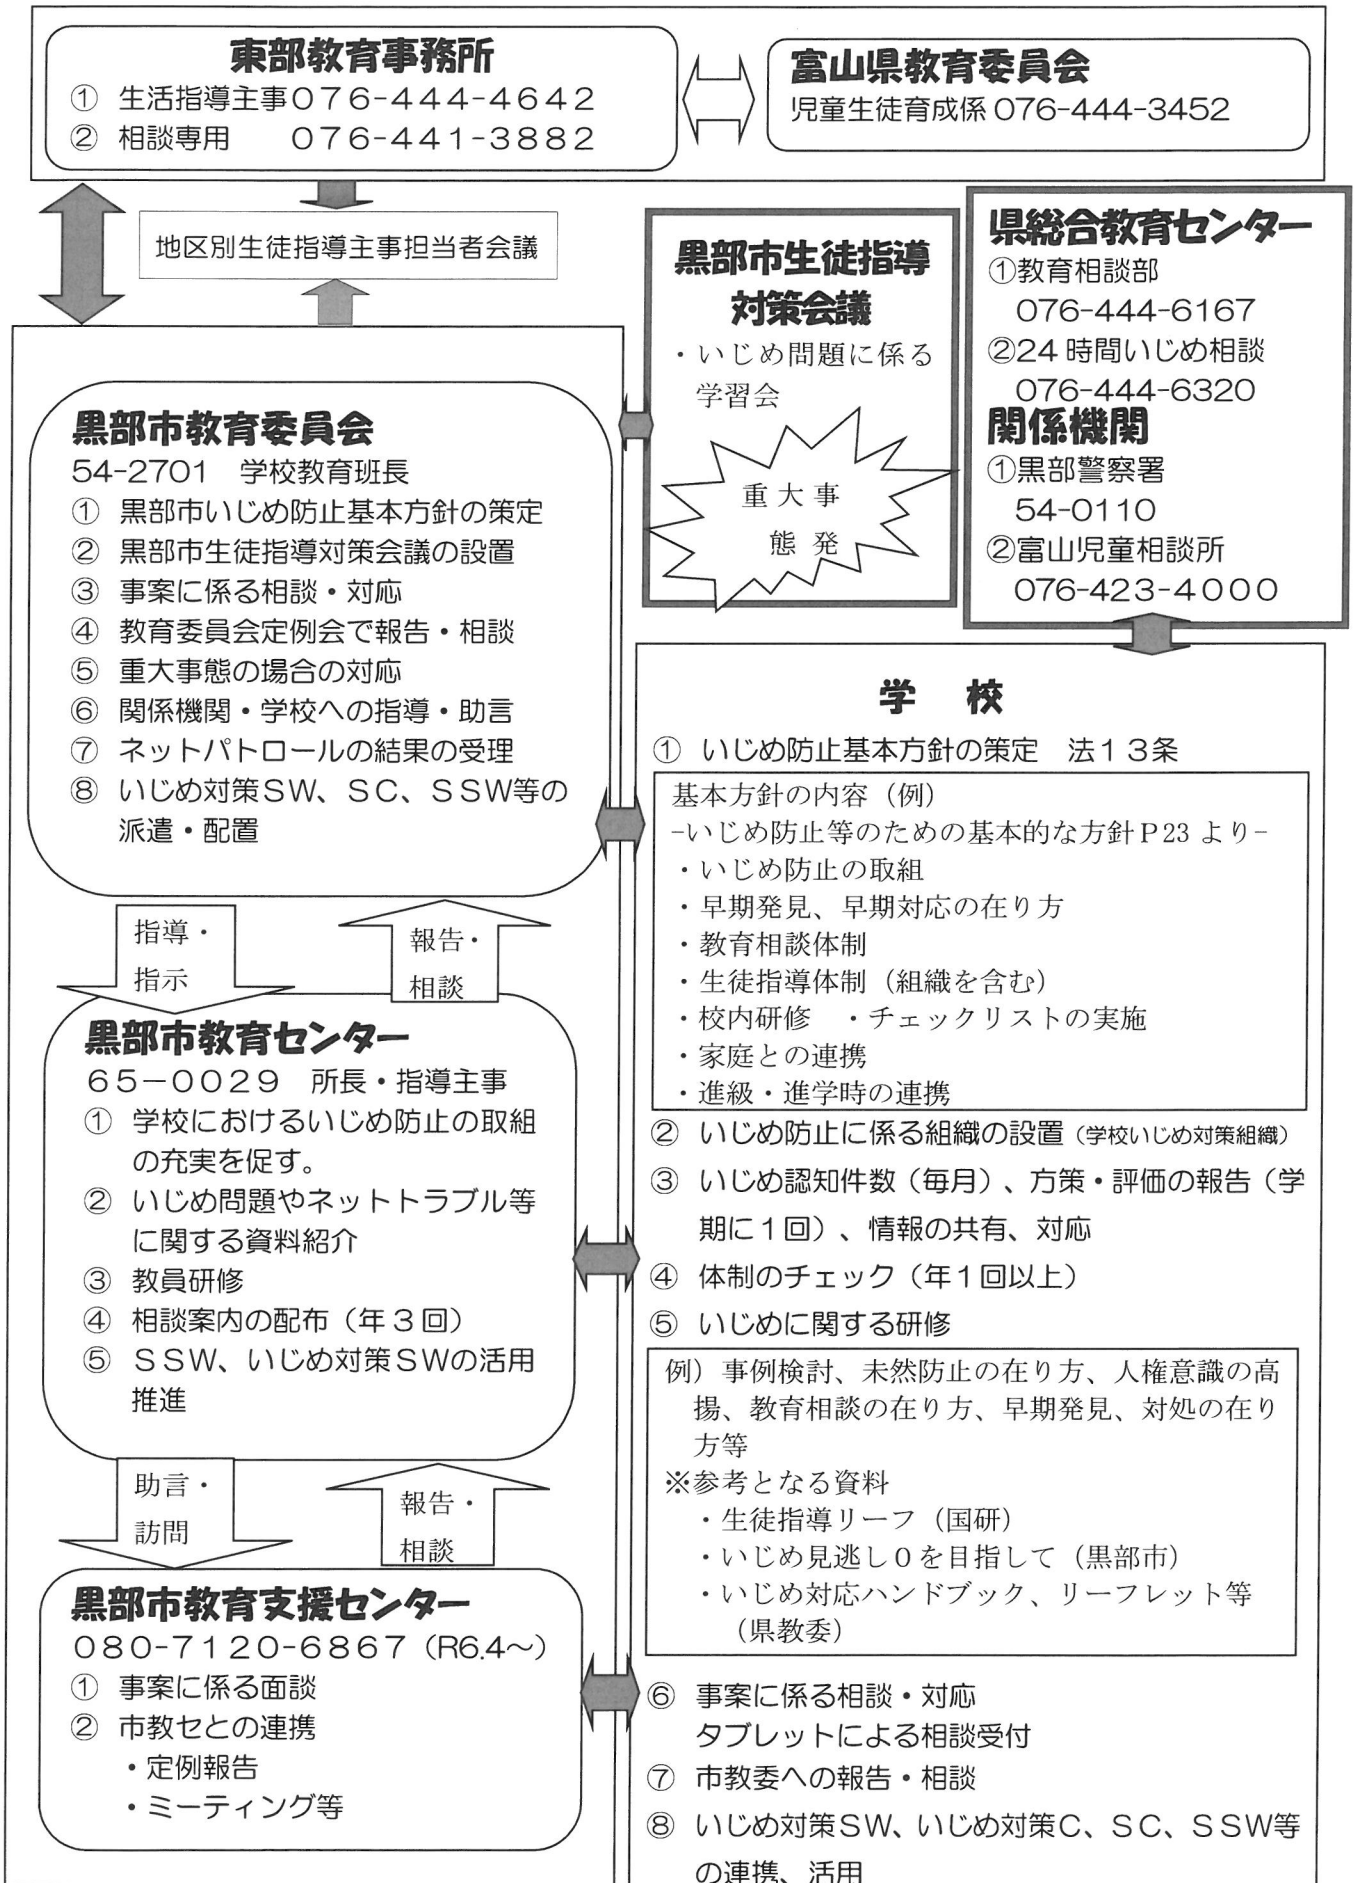 東部教育事務所
① 生活指導主事076-444-4642
② 相談専用 076-441-3882
富山県教育委員会
児童生徒育成係 076-444-3452
地区別生徒指導主事担当者会議
黒部市生徒指導
対策会議
・いじめ問題に係る
学習会
重大事
態発
県総合教育センター
①教育相談部
076-444-6167
②24時間いじめ相談
076-444-6320
関係機関
①黒部警察署
54-0110
②富山児童相談所
076-423-4000
黒部市教育委員会
54-2701 学校教育班長
① 黒部市いじめ防止基本方針の策定
② 黒部市生徒指導対策会議の設置
③ 事案に係る相談・対応
④ 教育委員会定例会で報告・相談
⑤ 重大事態の場合の対応
⑥ 関係機関・学校への指導・助言
⑦ ネットパトロールの結果の受理
⑧ いじめ対策SW、SC、SSW等の
派遣・配置
指導・
指示
報告・
相談
黒部市教育センター
65-0029 所長・指導主事
① 学校におけるいじめ防止の取組
の充実を促す。
② いじめ問題やネットトラブル等
に関する資料紹介
③ 教員研修
④ 相談案内の配布（年３回）
⑤ SSW、いじめ対策SWの活用
推進
助言・
訪問
報告・
相談
黒部市教育支援センター
080-7120-6867（R6.4～）
① 事案に係る面談
② 市教セとの連携
・定例報告
・ミーティング等
学 校
① いじめ防止基本方針の策定 法13条
基本方針の内容（例）
-いじめ防止等のための基本的な方針P23より-
・いじめ防止の取組
・早期発見、早期対応の在り方
・教育相談体制
・生徒指導体制（組織を含む）
・校内研修 ・チェックリストの実施
・家庭との連携
・進級・進学時の連携
② いじめ防止に係る組織の設置（学校いじめ対策組織）
③ いじめ認知件数（毎月）、方策・評価の報告（学
期に１回）、情報の共有、対応
④ 体制のチェック（年１回以上）
⑤ いじめに関する研修
例）事例検討、未然防止の在り方、人権意識の高
揚、教育相談の在り方、早期発見、対処の在り
方等
※参考となる資料
・生徒指導リーフ（国研）
・いじめ見逃し０を目指して（黒部市）
・いじめ対応ハンドブック、リーフレット等
（県教委）
⑥ 事案に係る相談・対応
タブレットによる相談受付
⑦ 市教委への報告・相談
⑧ いじめ対策SW、いじめ対策C、SC、SSW等
の連携、活用